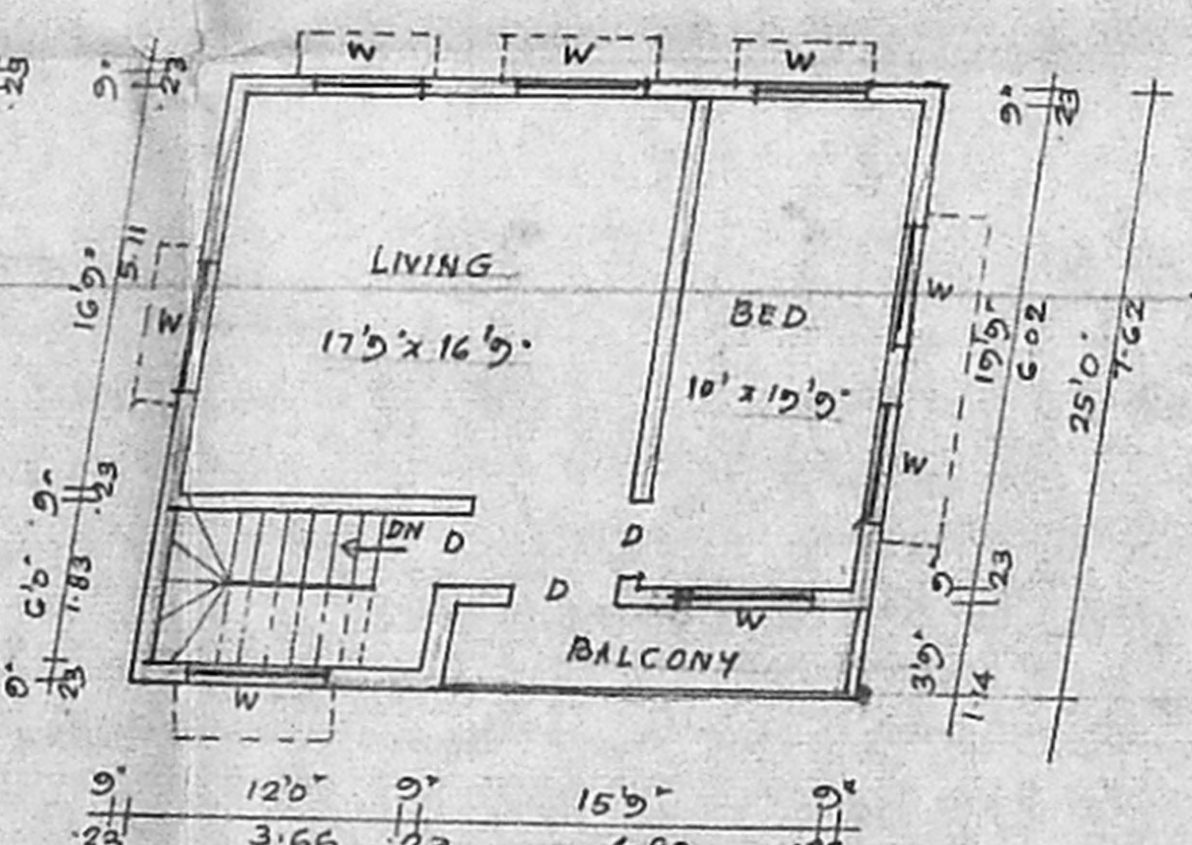 W W W
9" .23
9" .23
.23
LIVING
17'9" x 16'9"
BED
10' x 19'9"
16'9"
5.11
W
W
W
19'9"
6.02
25'0"
7.62
9" .23
DN D
D
D
6'0"
1.83
9" .23
W
BALCONY
3'9"
1.14
9" .23
W
9" 12'0" 9" 15'9" 9"
.23 3.66 .23